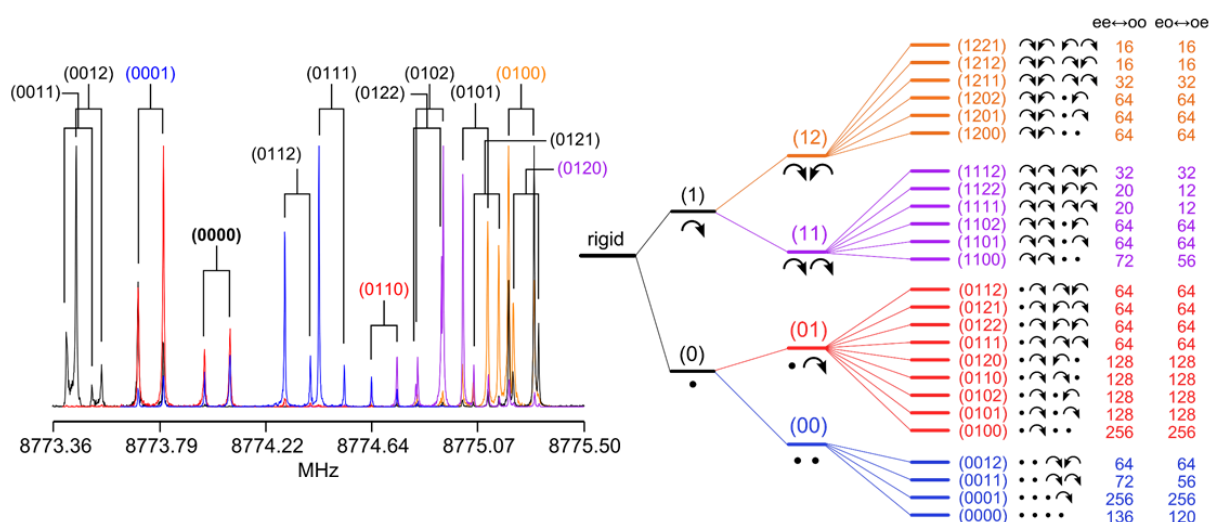 (0012)
(0001)
(0111)
(0102)
(0100)
(0011)
(0122)
(0101)
(0121)
(0112)
(0120)
(0000)
(0110)
8773.36 8773.79 8774.22 8774.64 8775.07 8775.50
MHz
rigid
(1)
(0)
(12)
(11)
(01)
(00)
ee↔oo eo↔oe
(1221) 16 16
(1212) 16 16
(1211) 32 32
(1202) 64 64
(1201) 64 64
(1200) 64 64
(1112) 32 32
(1122) 20 12
(1111) 20 12
(1102) 64 64
(1101) 64 64
(1100) 72 56
(0112) 64 64
(0121) 64 64
(0122) 64 64
(0111) 64 64
(0120) 128 128
(0110) 128 128
(0102) 128 128
(0101) 128 128
(0100) 256 256
(0012) 64 64
(0011) 72 56
(0001) 256 256
(0000) 136 120